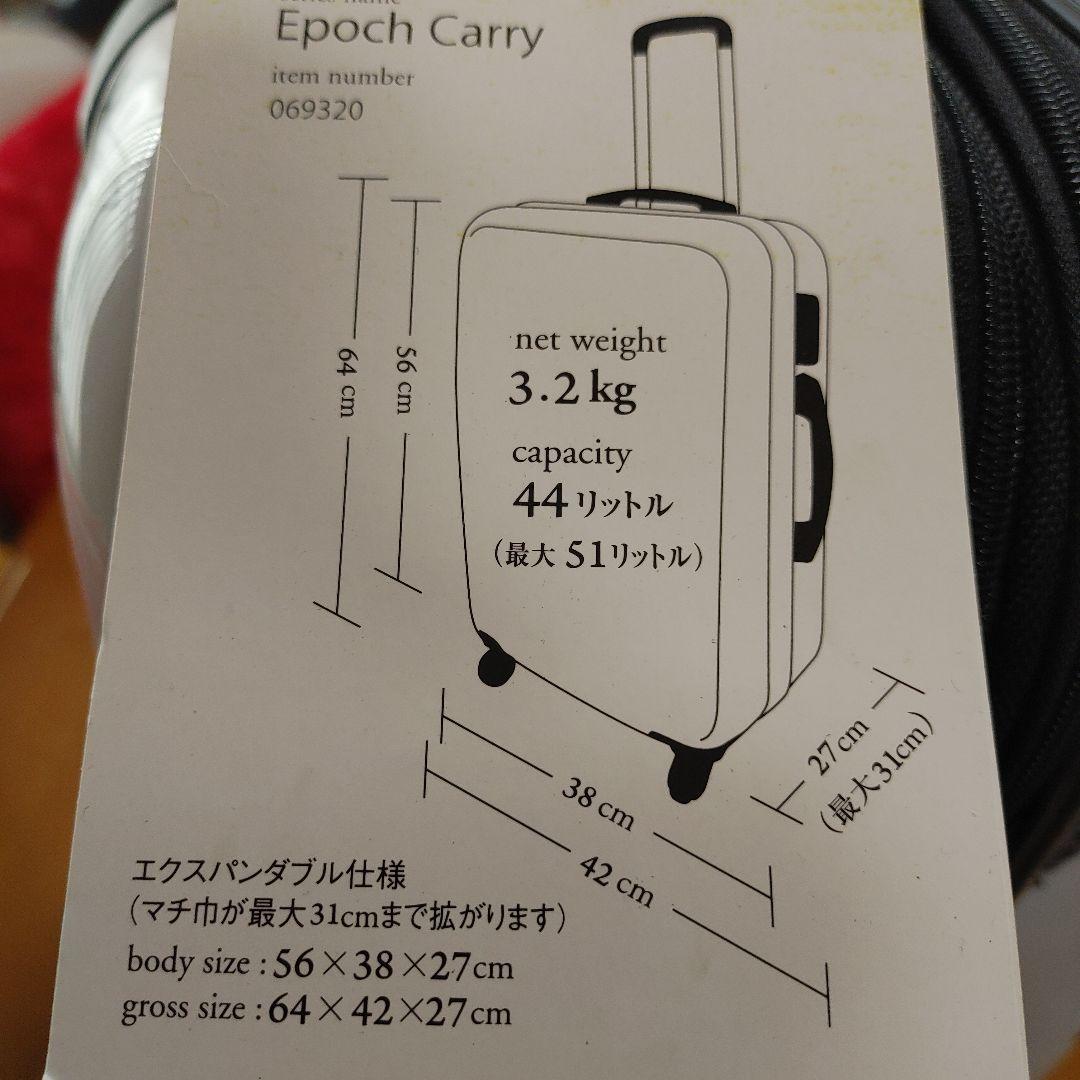 series name
Epoch Carry
item number
069320
64 cm
56 cm
net weight
3.2 kg
capacity
44リットル
(最大 51リットル)
27cm
(最大31cm)
38 cm
42 cm
エクスパンダブル仕様
(マチ巾が最大31cmまで拡がります)
body size : 56×38×27cm
gross size : 64×42×27cm